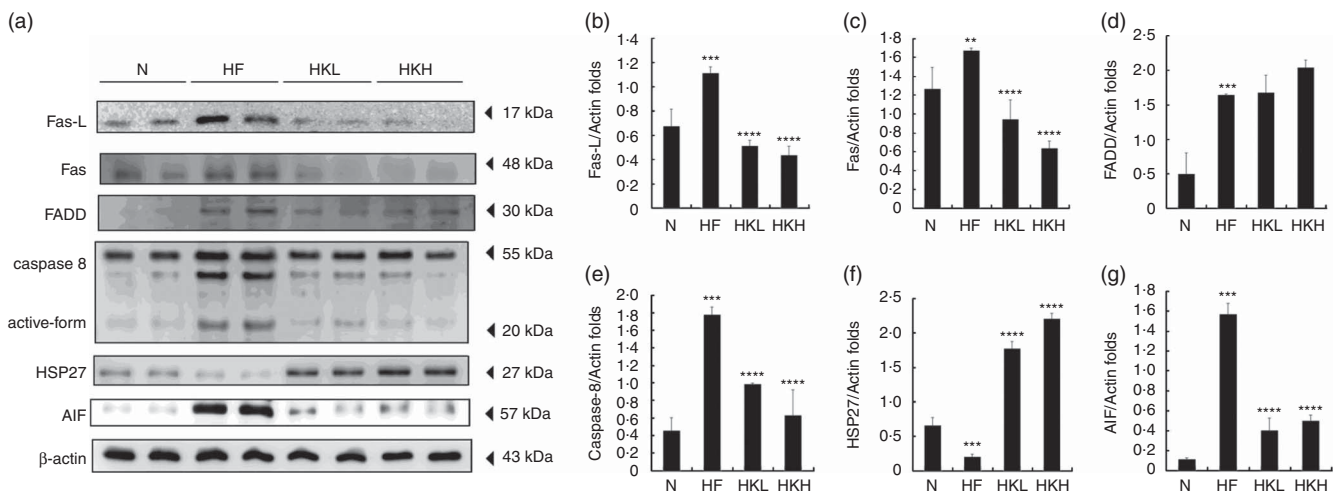 (a)
N HF HKL HKH
Fas-L 17 kDa
Fas 48 kDa
FADD 30 kDa
caspase 8 55 kDa
active-form 20 kDa
HSP27 27 kDa
AIF 57 kDa
β-actin 43 kDa
(b)
Fas-L/Actin folds
1·4
1·2
1·0
0·8
0·6
0·4
0·2
0·0
***
****
****
N HF HKL HKH
(c)
Fas/Actin folds
1·8
1·6
1·4
1·2
1·0
0·8
0·6
0·4
0·2
0·0
**
****
****
N HF HKL HKH
(d)
FADD/Actin folds
2·5
2·0
1·5
1·0
0·5
0
***
N HF HKL HKH
(e)
Caspase-8/Actin folds
2·0
1·8
1·6
1·4
1·2
1·0
0·8
0·6
0·4
0·2
0
***
****
****
N HF HKL HKH
(f)
HSP27/Actin folds
2·5
2·0
1·5
1·0
0·5
0
***
****
****
N HF HKL HKH
(g)
AIF/Actin folds
1·8
1·6
1·4
1·2
1·0
0·8
0·6
0·4
0·2
0
***
****
****
N HF HKL HKH